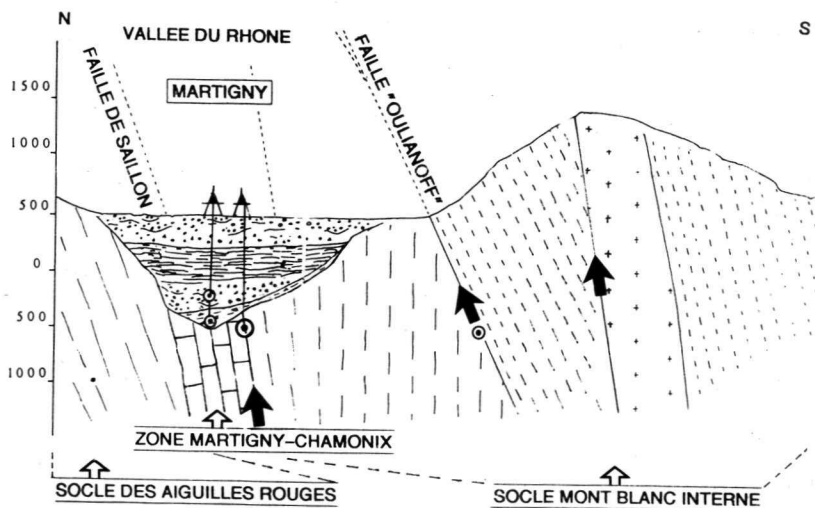 N
S
VALLEE DU RHONE
MARTIGNY
FAILLE DE SAILLON
FAILLE "OULIANOFF"
1500
1000
500
0
500
1000
ZONE MARTIGNY-CHAMONIX
SOCLE DES AIGUILLES ROUGES
SOCLE MONT BLANC INTERNE